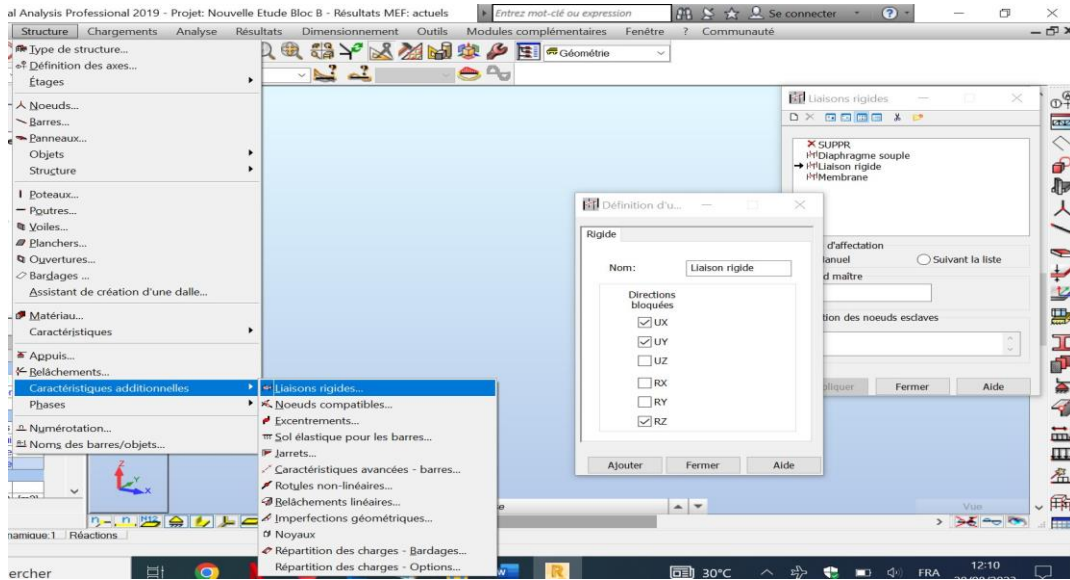 al Analysis Professional 2019 - Projet: Nouvelle Etude Bloc B - Résultats MEF: actuels
Entrez mot-clé ou expression
Se connecter
Structure Chargements Analyse Résultats Dimensionnement Outils Modules complémentaires Fenêtre ? Communauté
Type de structure...
Définition des axes...
Étages
Noeuds...
Barres...
Panneaux...
Objets
Structure
Poteaux...
Poutres...
Voiles...
Planchers...
Ouvertures...
Bardages ...
Assistant de création d'une dalle...
Matériau...
Caractéristiques
Appuis...
Relâchements...
Caractéristiques additionnelles
Phases
Numérotation...
Noms des barres/objets...
Liaisons rigides...
Noeuds compatibles...
Excentrements...
Sol élastique pour les barres...
Jarrets...
Caractéristiques avancées - barres...
Rotules non-linéaires...
Relâchements linéaires...
Imperfections géométriques...
Noyaux
Répartition des charges - Bardages...
Répartition des charges - Options...
Géométrie
Définition d'u...
Rigide
Nom: Liaison rigide
Directions
bloquées
UX
UY
UZ
RX
RY
RZ
Ajouter Fermer Aide
Liaisons rigides
SUPPR
Diaphragme souple
Liaison rigide
Membrane
d'affectation
anuel Suivant la liste
d maître
tion des noeuds esclaves
pliquer Fermer Aide
Z
Y
X
Vue
namique:1 Réactions
ercher
30°C
FRA
12:10